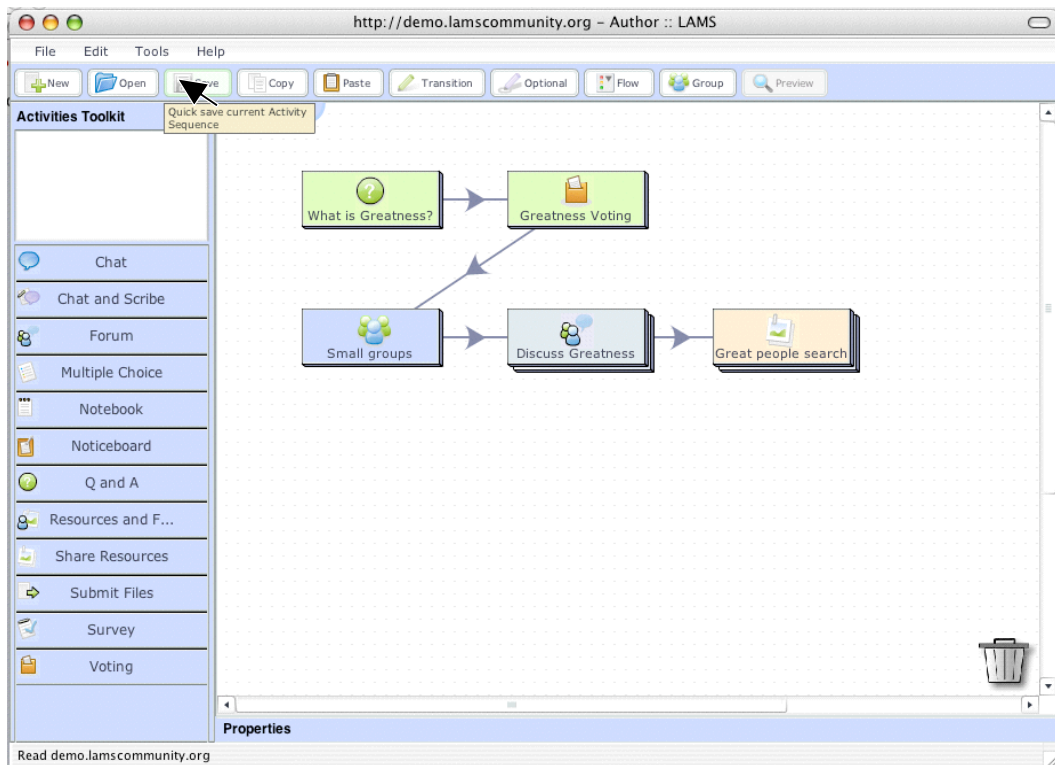 http://demo.lamscommunity.org – Author :: LAMS
File Edit Tools Help
New Open Save Copy Paste Transition Optional Flow Group Preview
Quick save current Activity
Sequence
Activities Toolkit
What is Greatness? Greatness Voting
Small groups Discuss Greatness Great people search
Chat
Chat and Scribe
Forum
Multiple Choice
Notebook
Noticeboard
Q and A
Resources and F...
Share Resources
Submit Files
Survey
Voting
Properties
Read demo.lamscommunity.org